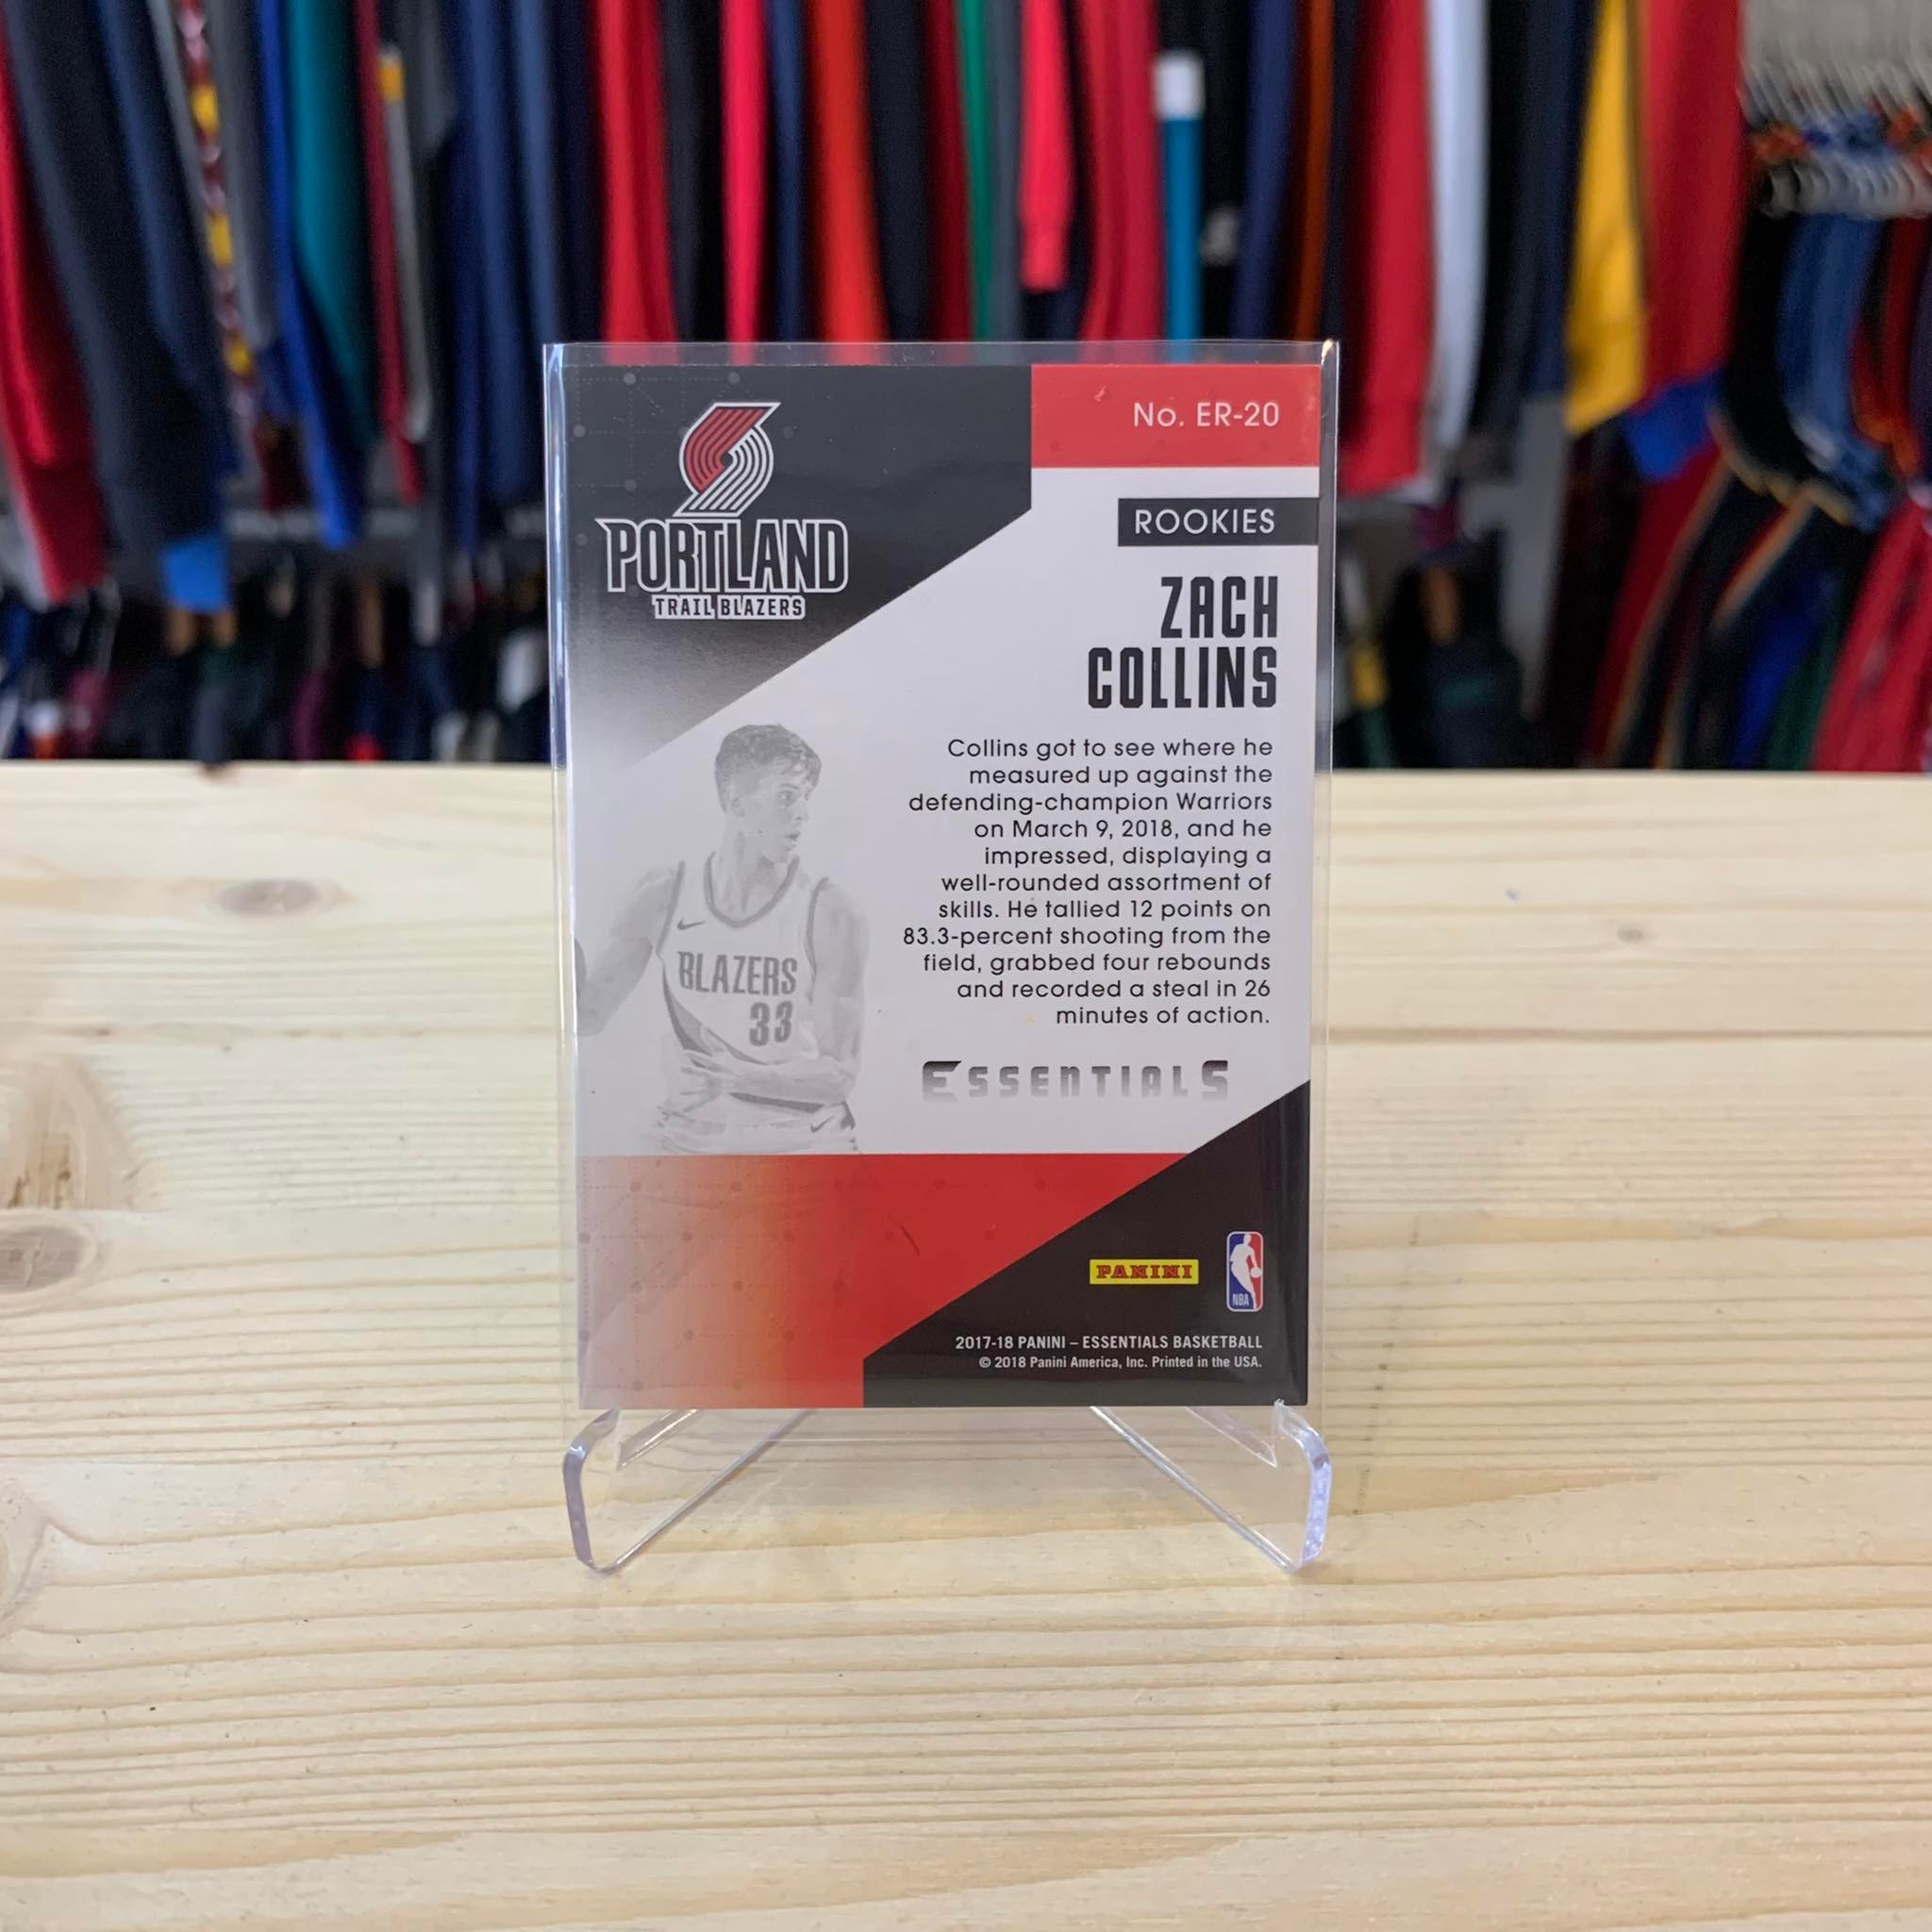 No. ER-20
PORTLAND
TRAIL BLAZERS
ROOKIES
ZACH
COLLINS
Collins got to see where he
measured up against the
defending-champion Warriors
on March 9, 2018, and he
impressed, displaying a
well-rounded assortment of
skills. He tallied 12 points on
83.3-percent shooting from the
field, grabbed four rebounds
and recorded a steal in 26
minutes of action.
BLAZERS
33
ESSENTIALS
PANINI
NBA
2017-18 PANINI – ESSENTIALS BASKETBALL
© 2018 Panini America, Inc. Printed in the USA.